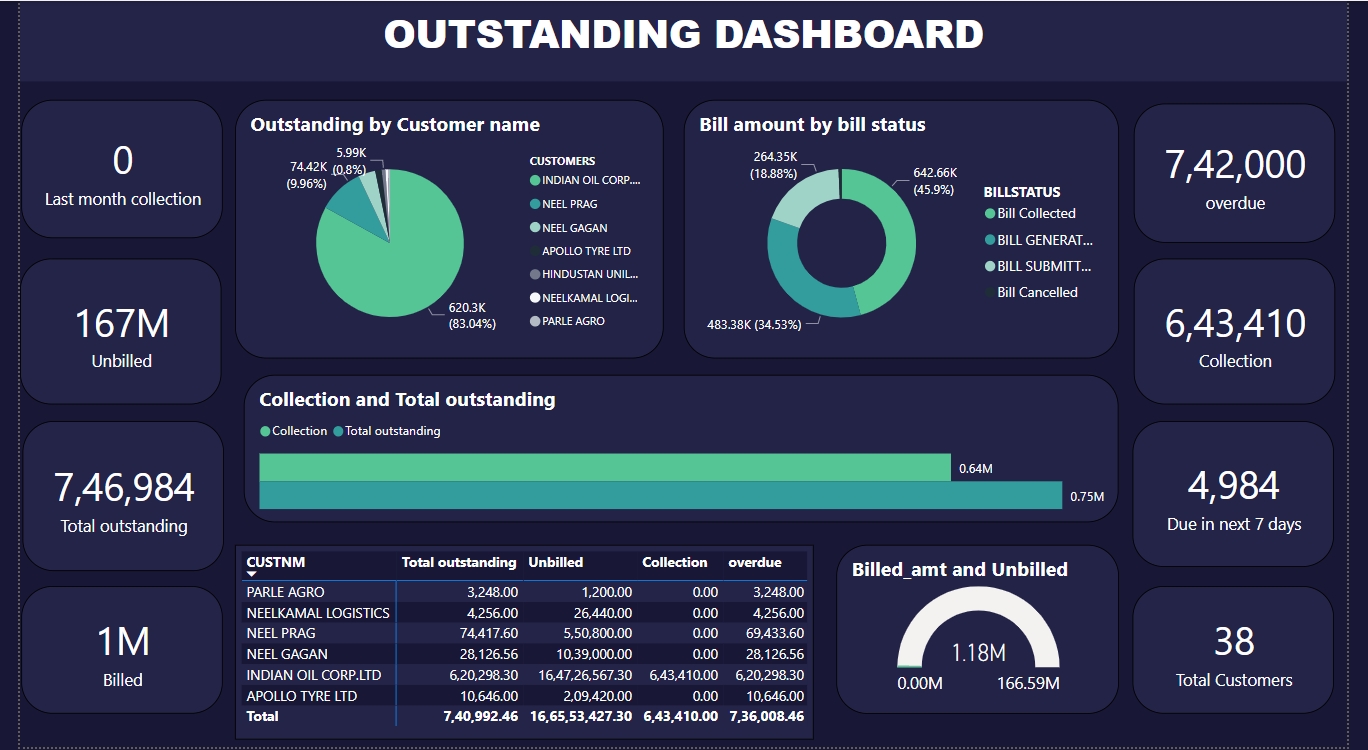 OUTSTANDING DASHBOARD
0
Last month collection
167M
Unbilled
7,46,984
Total outstanding
1M
Billed
Outstanding by Customer name
5.99K
(0.8%)
74.42K
(9.96%)
620.3K
(83.04%)
CUSTOMERS
INDIAN OIL CORP....
NEEL PRAG
NEEL GAGAN
APOLLO TYRE LTD
HINDUSTAN UNIL...
NEELKAMAL LOGI...
PARLE AGRO
Bill amount by bill status
264.35K
(18.88%)
642.66K
(45.9%)
483.38K (34.53%)
BILLSTATUS
Bill Collected
BILL GENERAT...
BILL SUBMITT...
Bill Cancelled
7,42,000
overdue
6,43,410
Collection
4,984
Due in next 7 days
38
Total Customers
Collection and Total outstanding
Collection Total outstanding
0.64M
0.75M
CUSTNM Total outstanding Unbilled Collection overdue
PARLE AGRO 3,248.00 1,200.00 0.00 3,248.00
NEELKAMAL LOGISTICS 4,256.00 26,440.00 0.00 4,256.00
NEEL PRAG 74,417.60 5,50,800.00 0.00 69,433.60
NEEL GAGAN 28,126.56 10,39,000.00 0.00 28,126.56
INDIAN OIL CORP.LTD 6,20,298.30 16,47,26,567.30 6,43,410.00 6,20,298.30
APOLLO TYRE LTD 10,646.00 2,09,420.00 0.00 10,646.00
Total 7,40,992.46 16,65,53,427.30 6,43,410.00 7,36,008.46
Billed_amt and Unbilled
1.18M
0.00M 166.59M